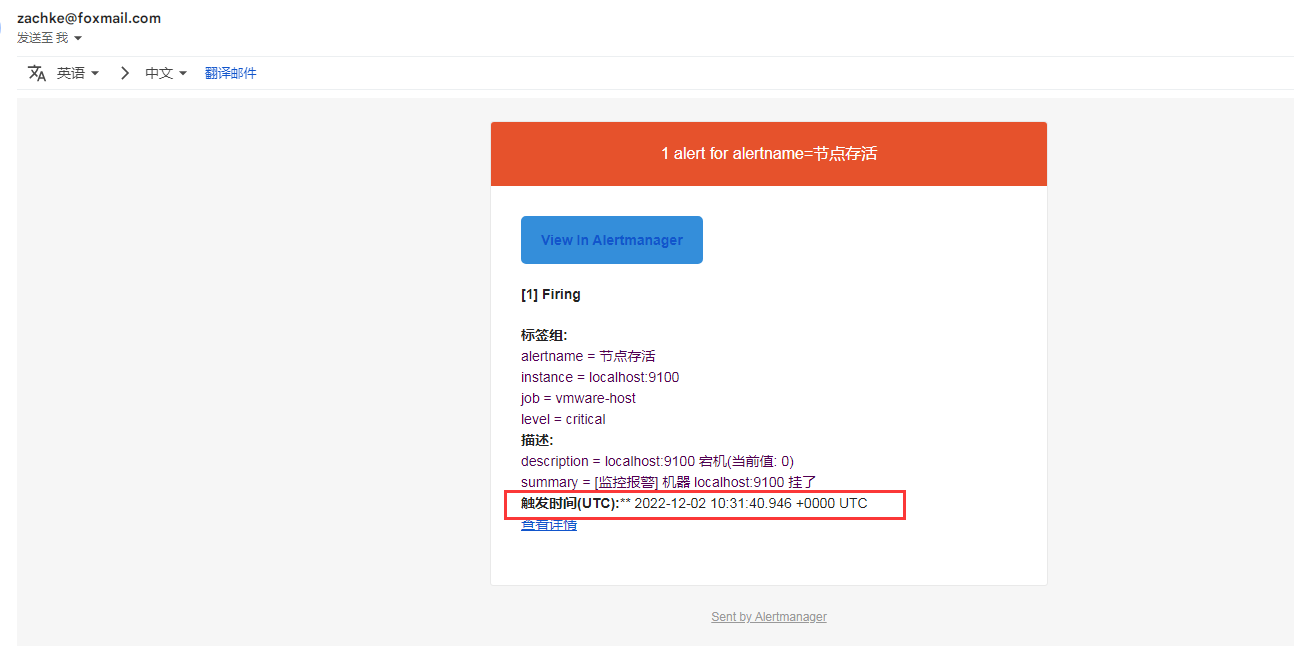 zachke@foxmail.com
发送至 我
英语 中文 翻译邮件
1 alert for alertname=节点存活
View In Alertmanager
[1] Firing
标签组:
alertname = 节点存活
instance = localhost:9100
job = vmware-host
level = critical
描述:
description = localhost:9100 宕机(当前值: 0)
summary = [监控报警] 机器 localhost:9100 挂了
触发时间(UTC):** 2022-12-02 10:31:40.946 +0000 UTC
查看详情
Sent by Alertmanager